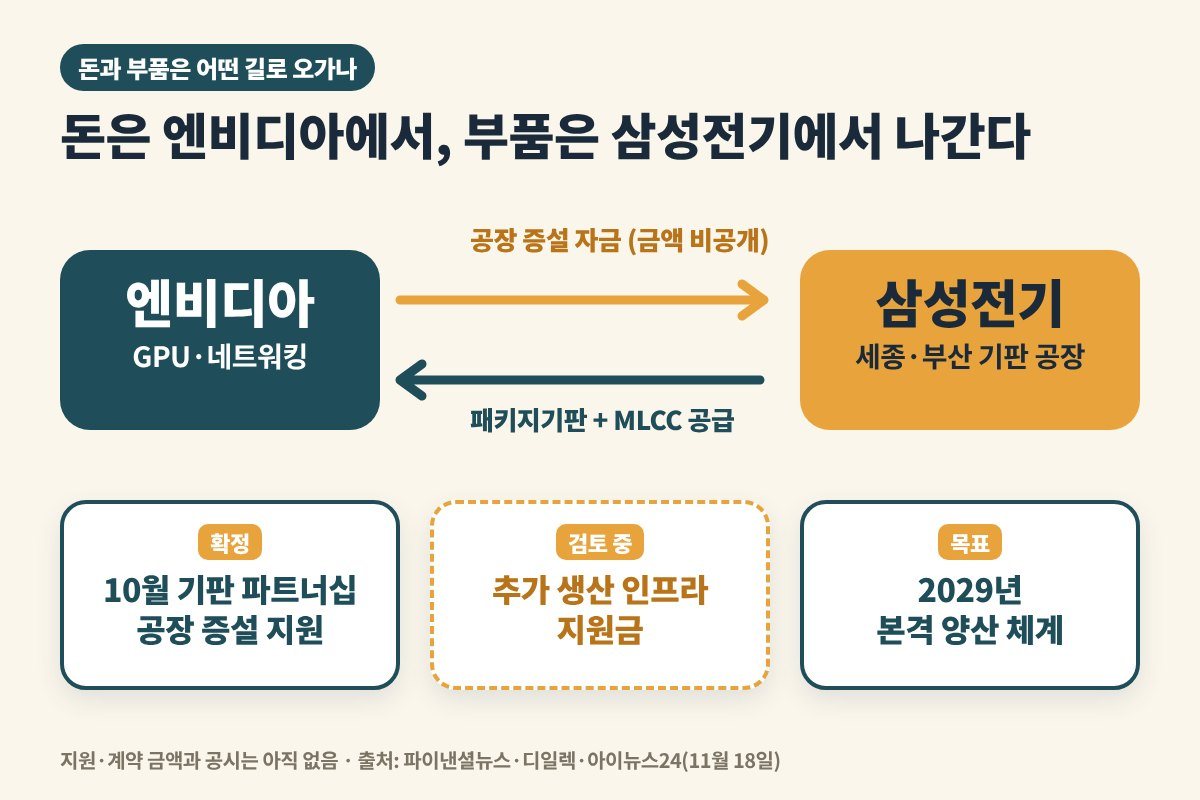 돈과 부품은 어떤 길로 오가나
돈은 엔비디아에서, 부품은 삼성전기에서 나간다
공장 증설 자금 (금액 비공개)
엔비디아
GPU·네트워킹
삼성전기
세종·부산 기판 공장
패키지기판 + MLCC 공급
확정
10월 기판 파트너십
공장 증설 지원
검토 중
추가 생산 인프라
지원금
목표
2029년
본격 양산 체계
지원·계약 금액과 공시는 아직 없음 · 출처: 파이낸셜뉴스·디일렉·아이뉴스24(11월 18일)